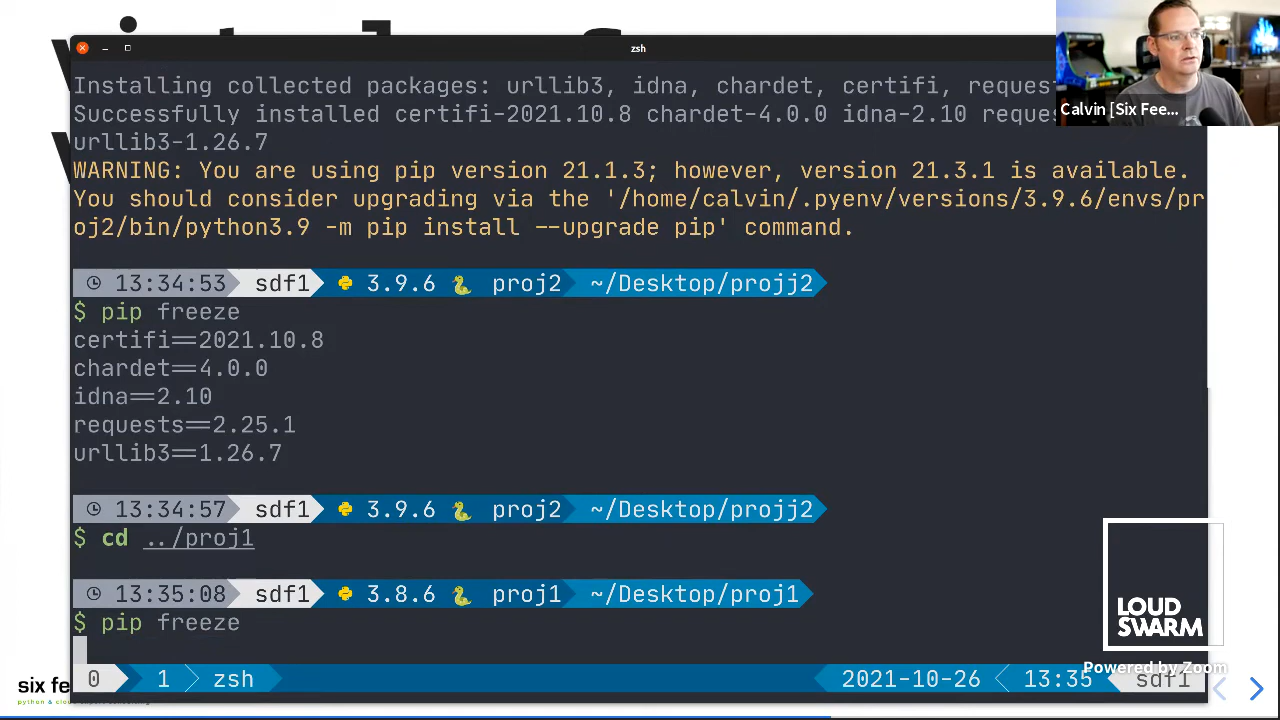 zsh
Installing collected packages: urllib3, idna, chardet, certifi, reques
Successfully installed certifi-2021.10.8 chardet-4.0.0 idna-2.10 reque
urllib3-1.26.7
WARNING: You are using pip version 21.1.3; however, version 21.3.1 is available.
You should consider upgrading via the '/home/calvin/.pyenv/versions/3.9.6/envs/pr
oj2/bin/python3.9 -m pip install --upgrade pip' command.
13:34:53 sdf1 3.9.6 proj2 ~/Desktop/projj2
$ pip freeze
certifi==2021.10.8
chardet==4.0.0
idna==2.10
requests==2.25.1
urllib3==1.26.7
13:34:57 sdf1 3.9.6 proj2 ~/Desktop/projj2
$ cd ../proj1
13:35:08 sdf1 3.8.6 proj1 ~/Desktop/proj1
$ pip freeze
0 1 zsh 2021-10-26 13:35 sdf1
Calvin [Six Fee...
LOUD
SWARM
Powered by Zoom
six fe